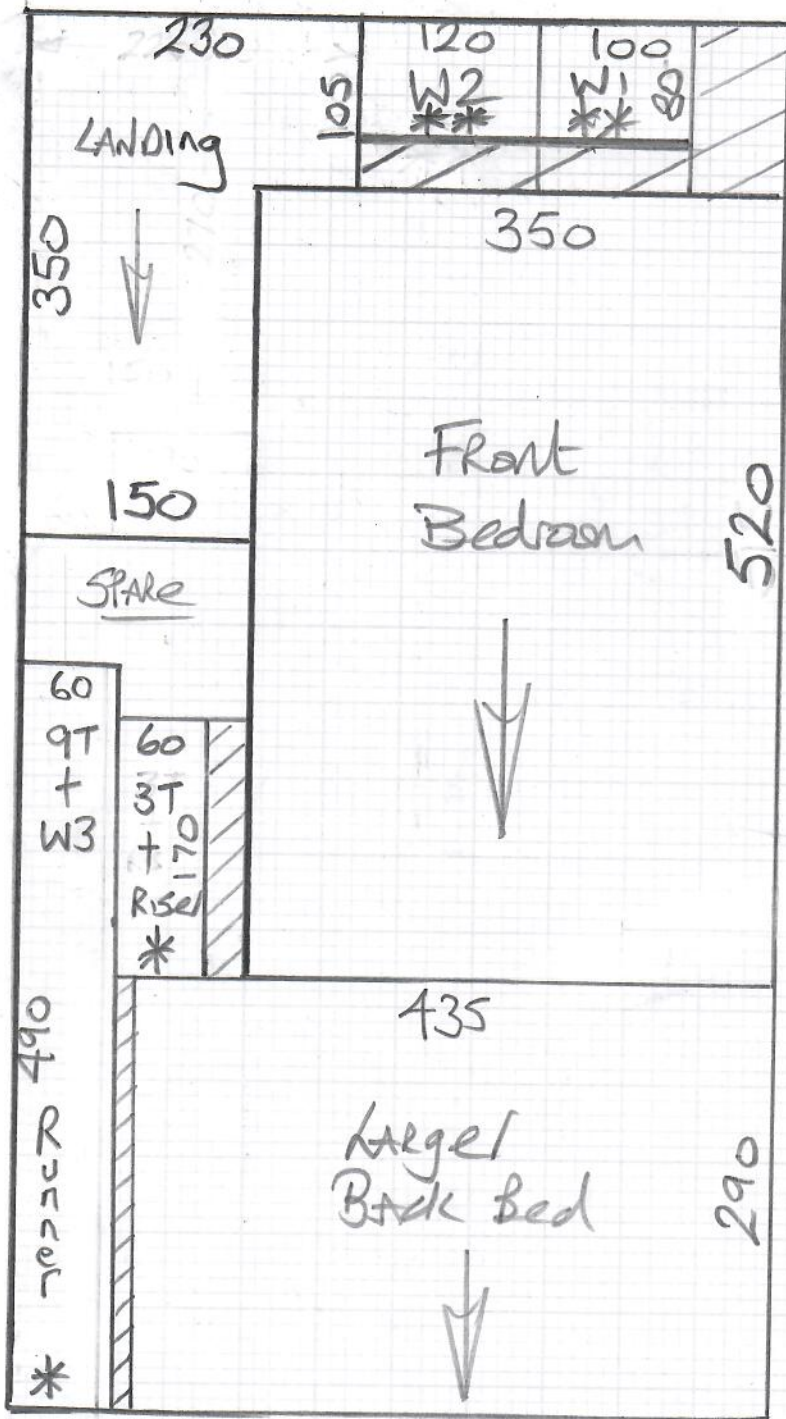 230
120
100
105
W2
**
W1
**
80
LANDINg
350
350
FRont
Bedroom
520
150
SPARe
60
9T
+
W3
60
3T
+
170
RiseR
*
490
Runner
*
435
LARgeR
BAck Bed
290